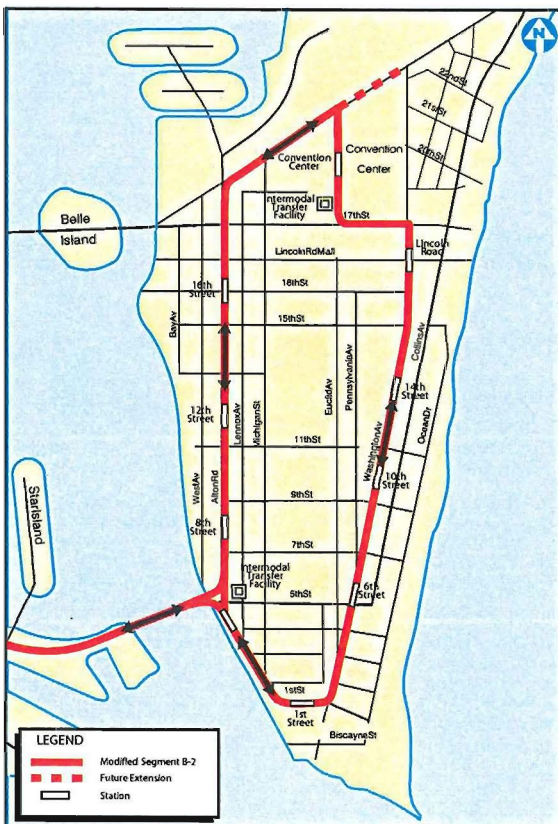 N
22ndSt
21stSt
20thSt
Convention
Center
Convention
Center
Intermodal
Transfer
Facility
17thSt
Belle
Island
LincolnRdMall
Lincoln
Road
16th
Street
16thSt
15thSt
BayAv
CollinsAv
EuclidAv
PennsylvaniaAv
14th
Street
OceanDr
12th
Street
LennoxAv
MichiganSt
11thSt
WashingtonAv
10th
Street
WestAv
AltonRd
9thSt
8th
Street
StarIsland
7thSt
Intermodal
Transfer
Facility
5thSt
6th
Street
1stSt
1st
Street
BiscayneSt
LEGEND
Modified Segment B-2
Future Extension
Station